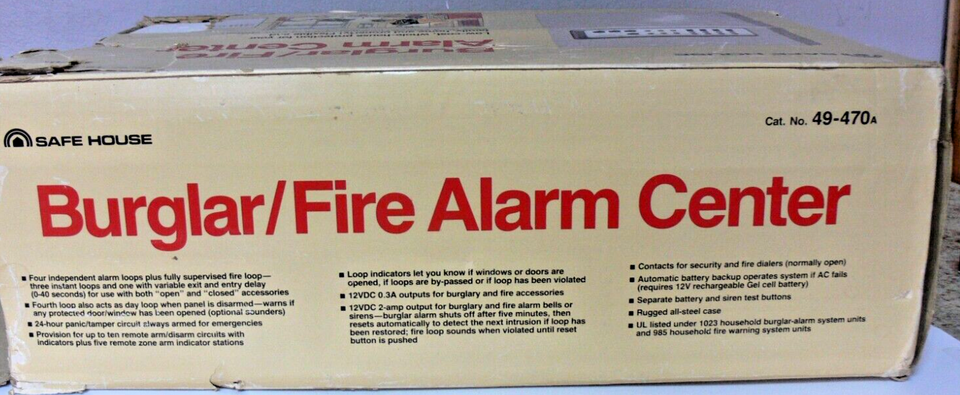 Burglar/Fire
Alarm Center
SAFE HOUSE
Cat. No. 49-470A
Burglar/Fire Alarm Center
■ Four independent alarm loops plus fully supervised fire loop—
three instant loops and one with variable exit and entry delay
(0-40 seconds) for use with both "open" and "closed" accessories
■ Fourth loop also acts as day loop when panel is disarmed—warns if
any protected door/window has been opened (optional sounders)
■ 24-hour panic/tamper circuit always armed for emergencies
■ Provision for up to ten remote arm/disarm circuits with
indicators plus five remote zone arm indicator stations
■ Loop indicators let you know if windows or doors are
opened, if loops are by-passed or if loop has been violated
■ 12VDC 0.3A outputs for burglary and fire accessories
■ 12VDC 2-amp output for burglary and fire alarm bells or
sirens—burglar alarm shuts off after five minutes, then
resets automatically to detect the next intrusion if loop has
been restored; fire loop sounds when violated until reset
button is pushed
■ Contacts for security and fire dialers (normally open)
■ Automatic battery backup operates system if AC fails
(requires 12V rechargeable Gel cell battery)
■ Separate battery and siren test buttons
■ Rugged all-steel case
■ UL listed under 1023 household burglar-alarm system units
and 985 household fire warning system units